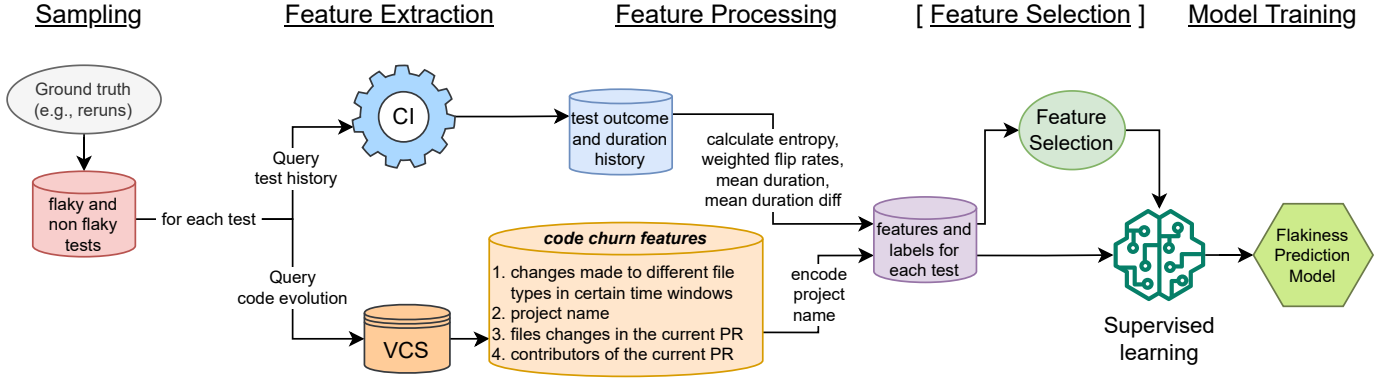 Sampling
Feature Extraction
Feature Processing
[ Feature Selection ]
Model Training
Ground truth
(e.g., reruns)
flaky and
non flaky
tests
for each test
Query
test history
Query
code evolution
CI
VCS
test outcome
and duration
history
code churn features
1. changes made to different file
types in certain time windows
2. project name
3. files changes in the current PR
4. contributors of the current PR
calculate entropy,
weighted flip rates,
mean duration,
mean duration diff
encode
project
name
features and
labels for
each test
Feature
Selection
Supervised
learning
Flakiness
Prediction
Model